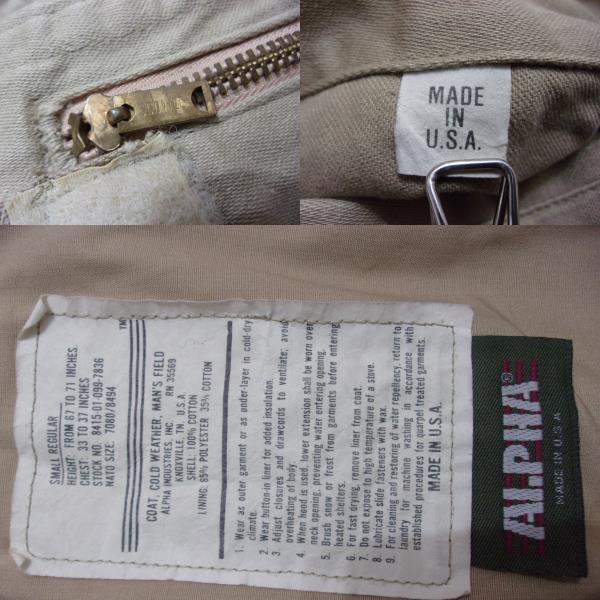 MADE
IN
U.S.A.
SMALL REGULAR
HEIGHT: FROM 67 TO 71 INCHES.
CHEST: 33 TO 37 INCHES
STOCK NO. 8415-01-099-7836
NATO SIZE: 7080/8494
TM
COAT, COLD WEATHER, MAN'S FIELD
ALPHA INDUSTRIES, INC. RN 35569
KNOXVILLE, TN, U.S.A.
SHELL: 100% COTTON
LINING: 65% POLYESTER 35% COTTON
1. Wear as outer garment or as under-layer in cold-dry
climate.
2. Wear button-in liner for added insulation.
3. Adjust closures and drawcords to ventilate; avoid
overheating of body.
4. When hood is used, lower extension shall be worn over
neck opening, preventing water entering opening.
5. Brush snow or frost from garments before entering
heated shelters.
6. For fast drying, remove liner from coat.
7. Do not expose to high temperature of a stove.
8. Lubricate slide fasteners with wax.
9. For cleaning and restoring of water repellency, return to
laundry for machine washing in accordance with
established procedures for quarpel treated garments.
MADE IN U.S.A.
ALPHA®
MADE IN U.S.A